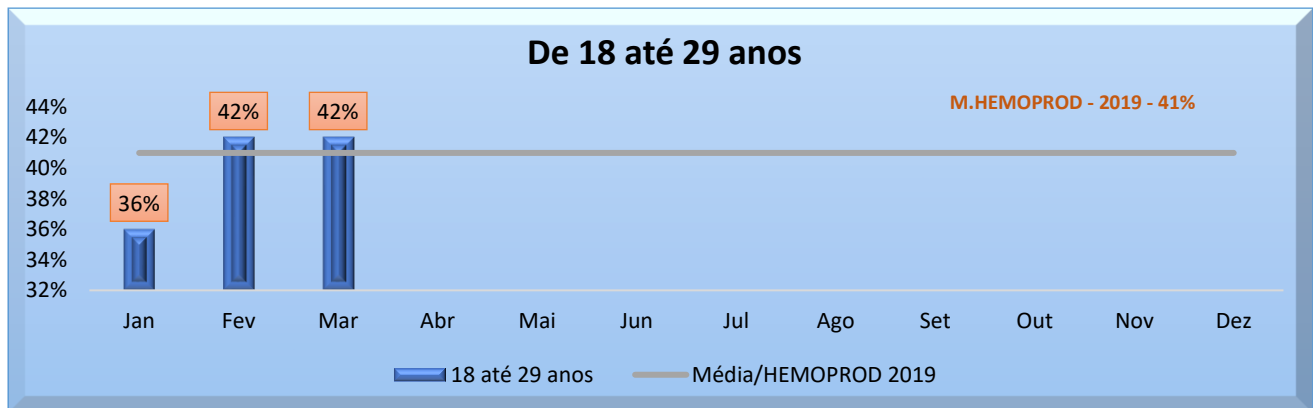 De 18 até 29 anos
M.HEMOPROD - 2019 - 41%
44%
42%
40%
38%
36%
34%
32%
36%
42%
42%
Jan Fev Mar Abr Mai Jun Jul Ago Set Out Nov Dez
18 até 29 anos Média/HEMOPROD 2019